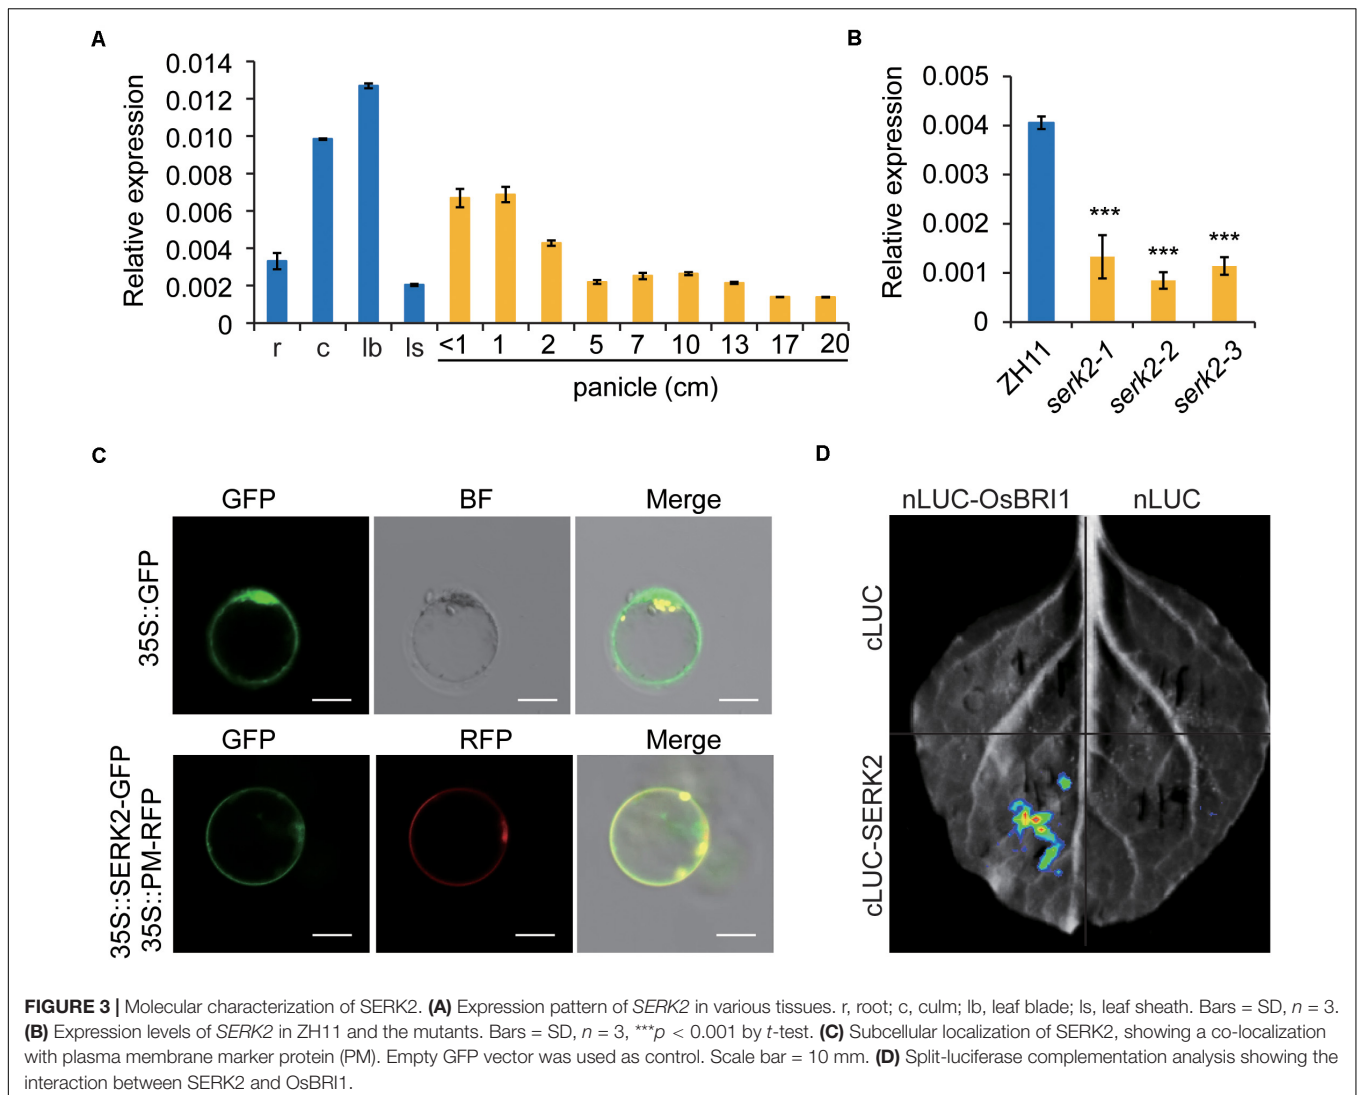 A
Relative expression
0.014
0.012
0.010
0.008
0.006
0.004
0.002
0
r c lb ls <1 1 2 5 7 10 13 17 20
panicle (cm)
B
Relative expression
0.005
0.004
0.003
0.002
0.001
0
***
***
***
ZH11 serk2-1 serk2-2 serk2-3
C
GFP BF Merge
35S::GFP
GFP RFP Merge
35S::SERK2-GFP
35S::PM-RFP
D
nLUC-OsBRI1 nLUC
cLUC
cLUC-SERK2
FIGURE 3 | Molecular characterization of SERK2. (A) Expression pattern of SERK2 in various tissues. r, root; c, culm; lb, leaf blade; ls, leaf sheath. Bars = SD, n = 3.
(B) Expression levels of SERK2 in ZH11 and the mutants. Bars = SD, n = 3, ***p < 0.001 by t-test. (C) Subcellular localization of SERK2, showing a co-localization
with plasma membrane marker protein (PM). Empty GFP vector was used as control. Scale bar = 10 mm. (D) Split-luciferase complementation analysis showing the
interaction between SERK2 and OsBRI1.